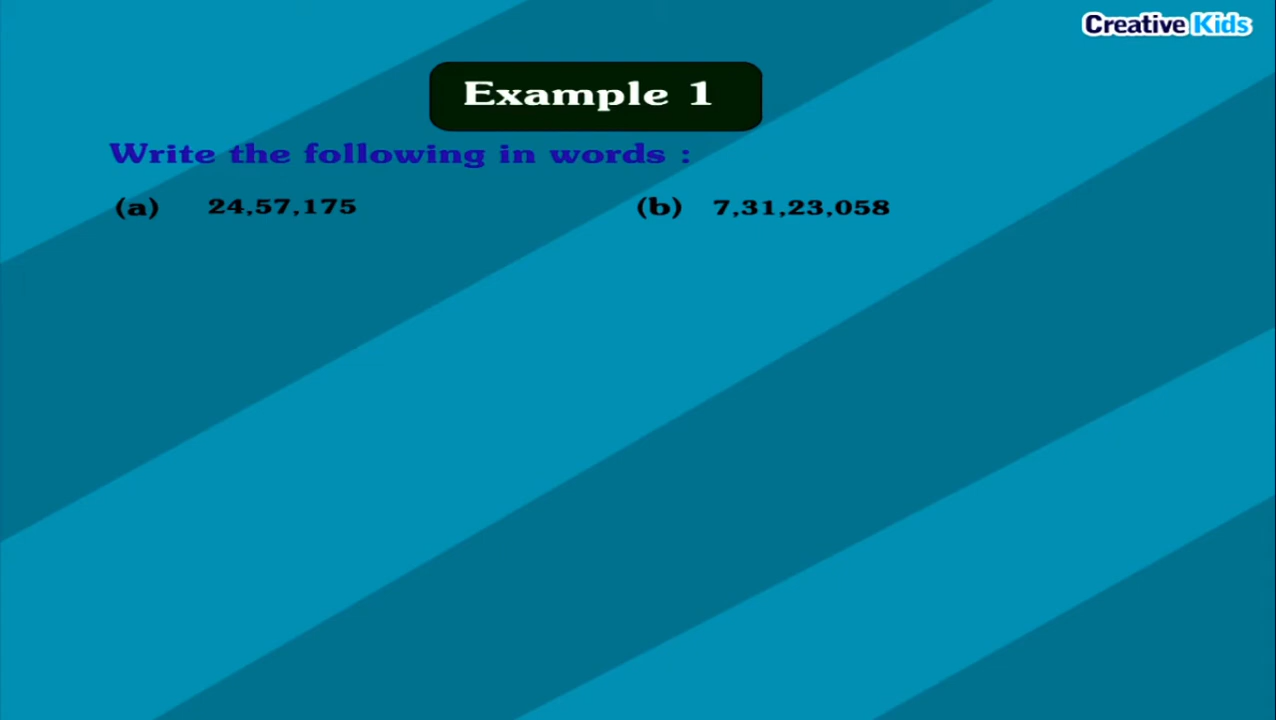 Creative Kids
Example 1
Write the following in words :
(a) 24,57,175 (b) 7,31,23,058